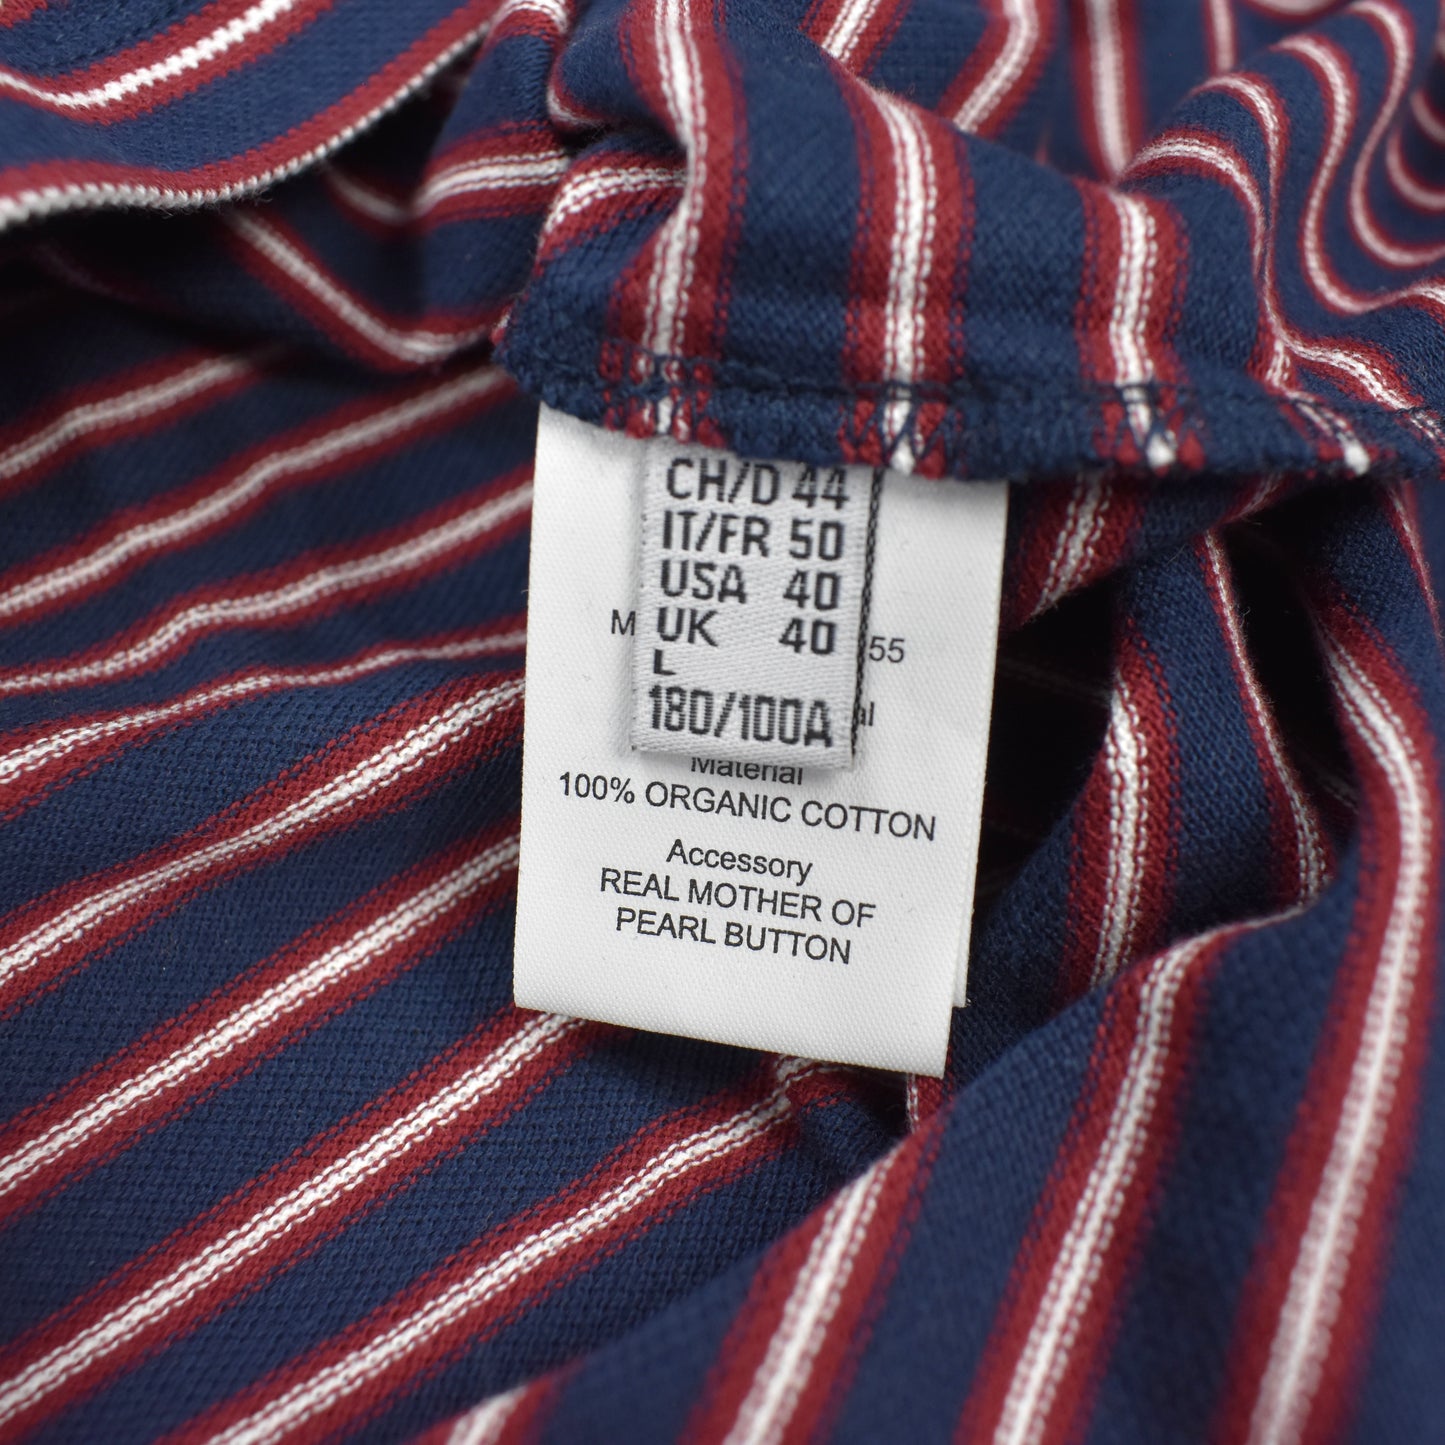 CH/D 44
IT/FR 50
USA 40
UK 40
L
180/100A
55
Material
100% ORGANIC COTTON
Accessory
REAL MOTHER OF
PEARL BUTTON